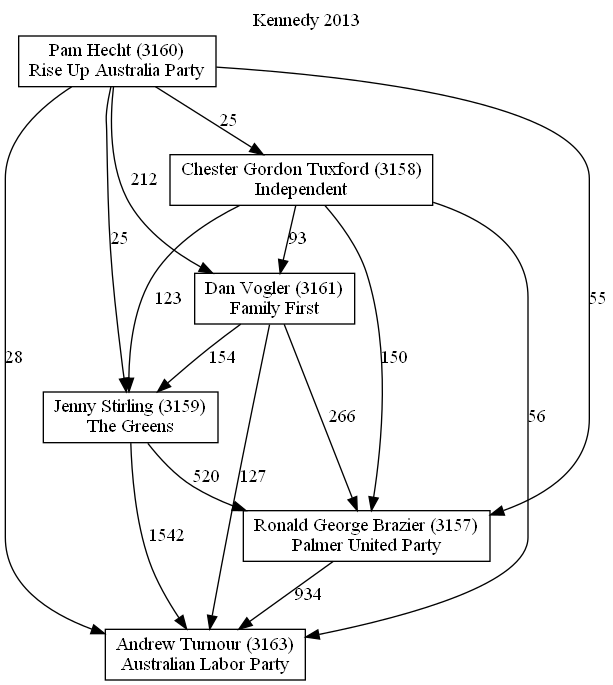 Kennedy 2013
Pam Hecht (3160)
Rise Up Australia Party
25
Chester Gordon Tuxford (3158)
Independent
212
25
93
Dan Vogler (3161)
Family First
123
55
28
154
150
Jenny Stirling (3159)
The Greens
266
56
520
127
Ronald George Brazier (3157)
Palmer United Party
1542
934
Andrew Turnour (3163)
Australian Labor Party